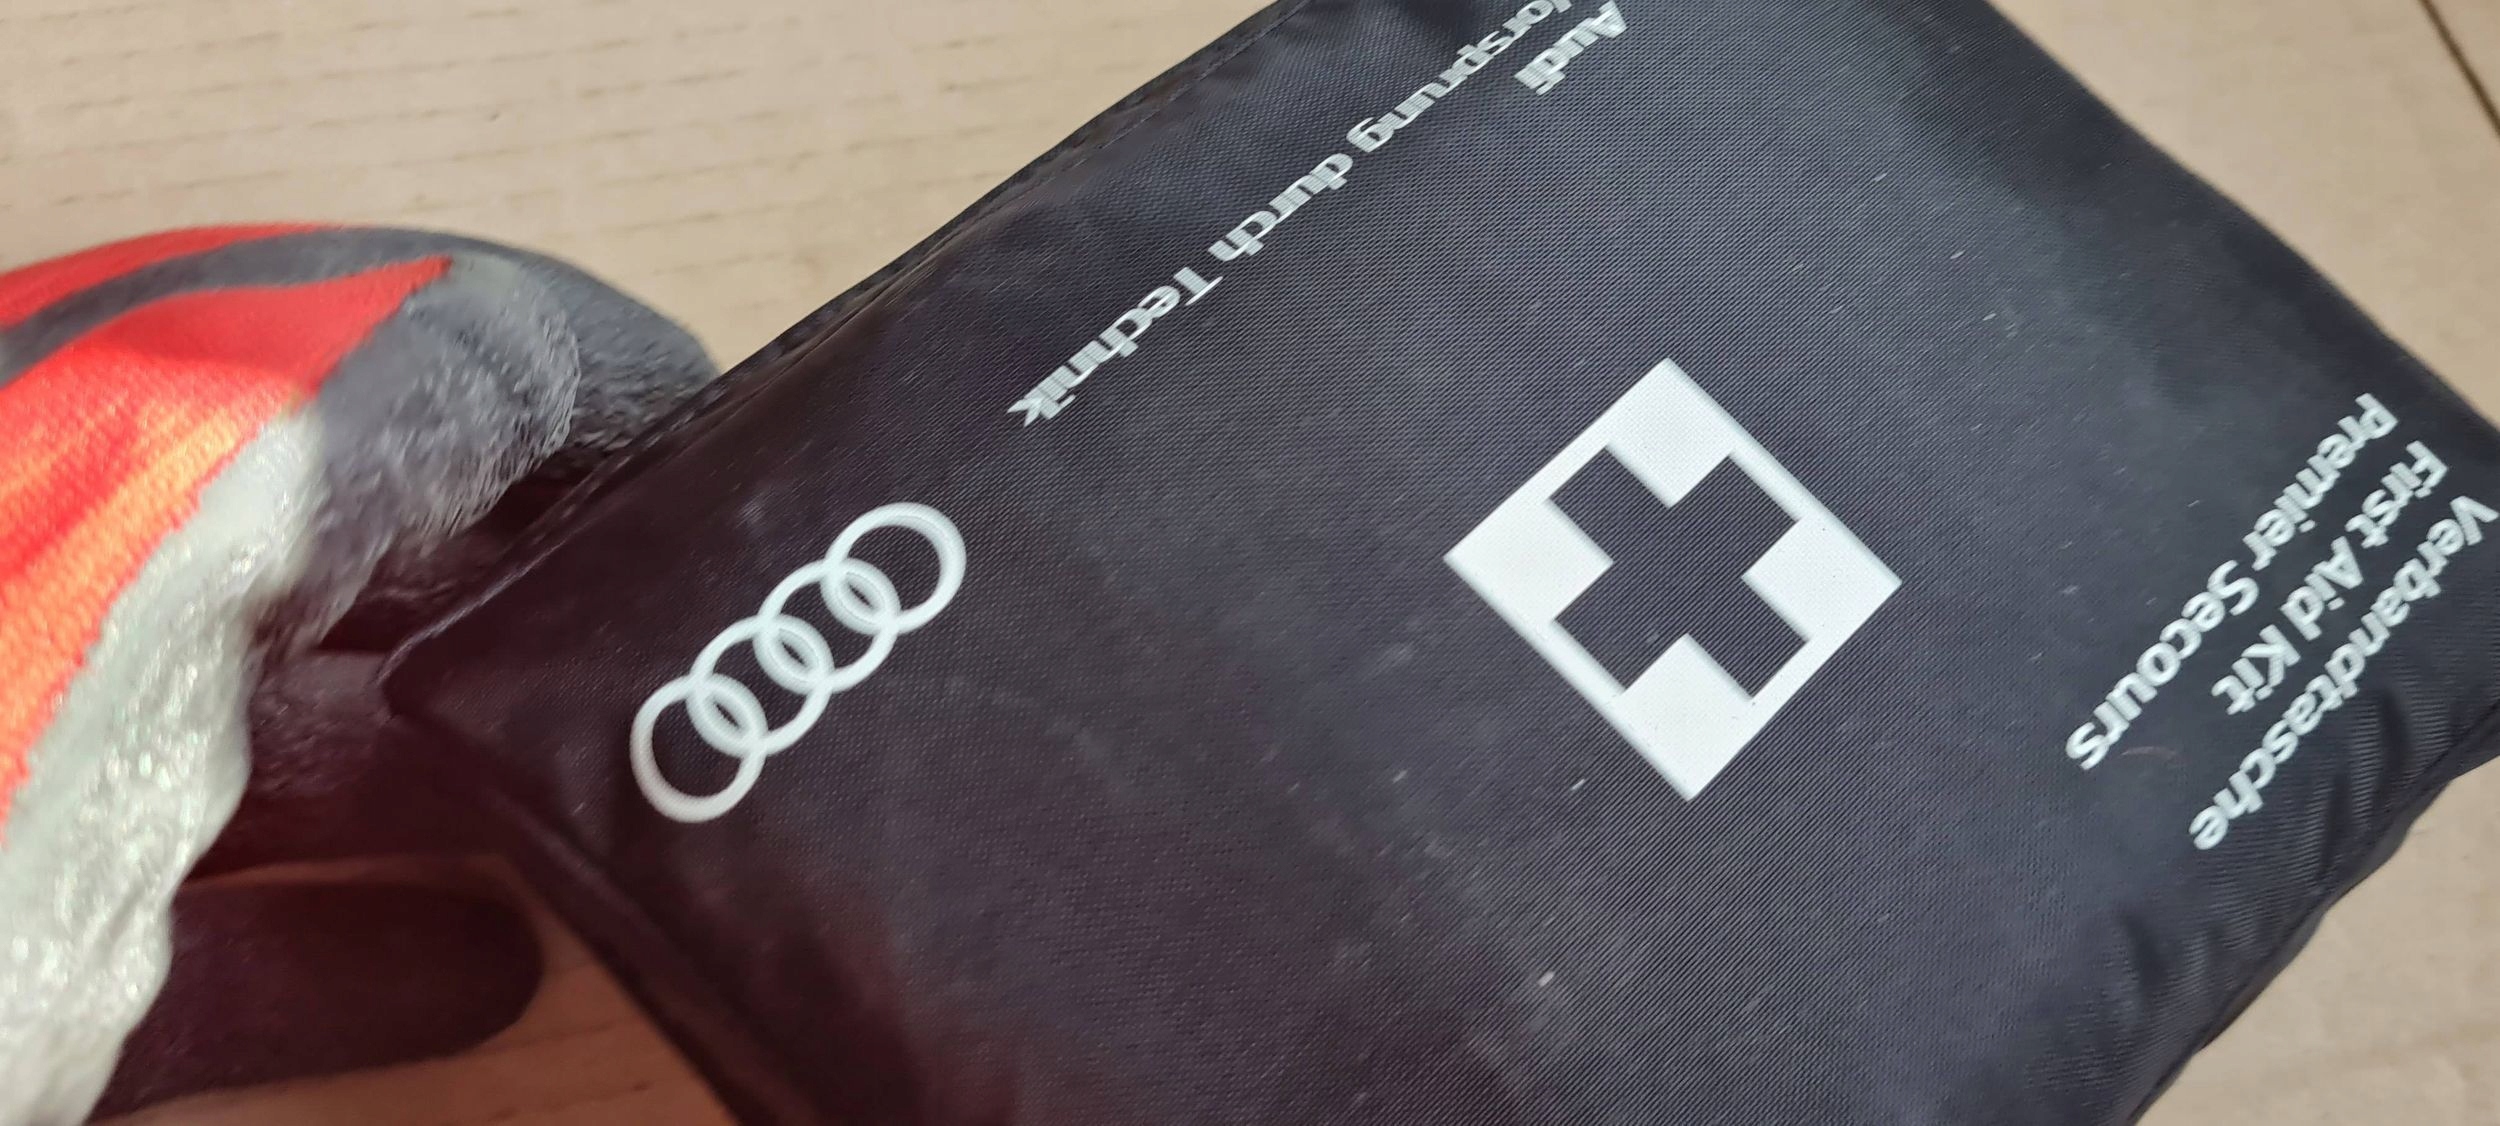 Verbandtasche
First Aid Kit
Premier Secours
Audi
Vorsprung durch Technik